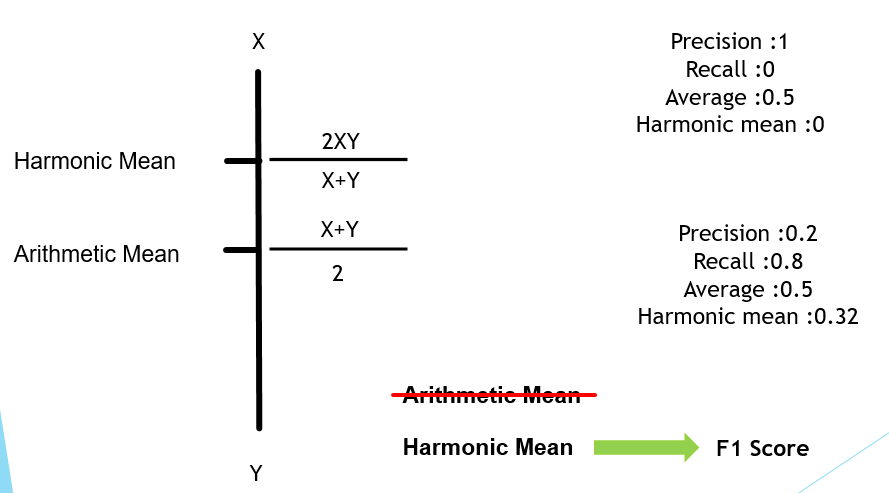 X
Harmonic Mean
2XY
X+Y
Arithmetic Mean
X+Y
2
Y
Precision :1
Recall :0
Average :0.5
Harmonic mean :0
Precision :0.2
Recall :0.8
Average :0.5
Harmonic mean :0.32
Arithmetic Mean
Harmonic Mean
F1 Score